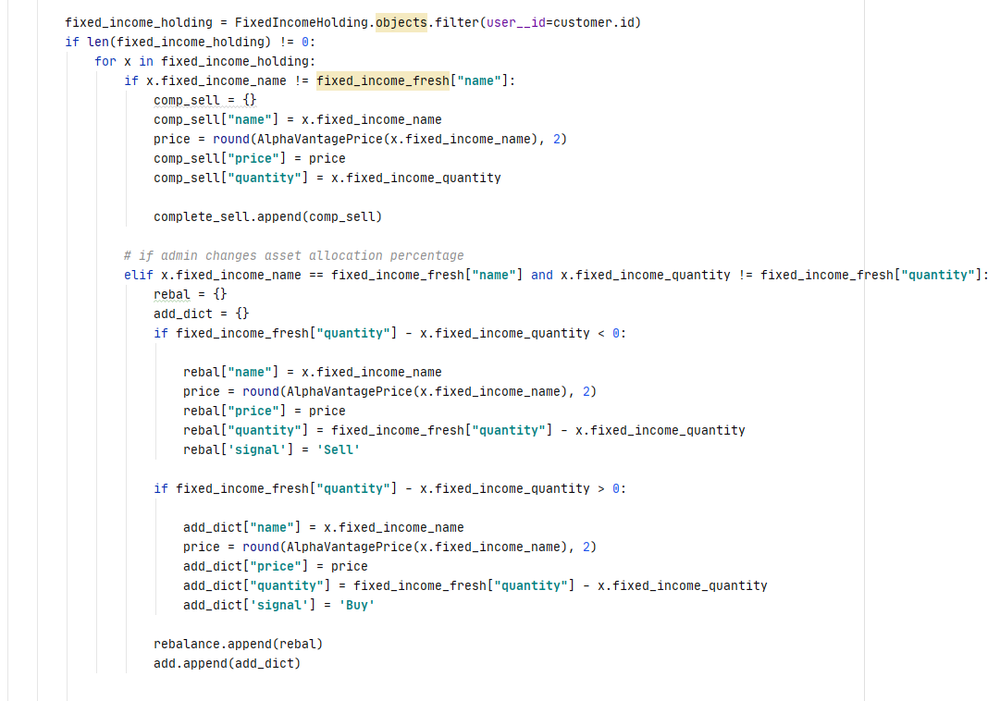 fixed_income_holding = FixedIncomeHolding.objects.filter(user__id=customer.id)
if len(fixed_income_holding) != 0:
    for x in fixed_income_holding:
        if x.fixed_income_name != fixed_income_fresh["name"]:
            comp_sell = {}
            comp_sell["name"] = x.fixed_income_name
            price = round(AlphaVantagePrice(x.fixed_income_name), 2)
            comp_sell["price"] = price
            comp_sell["quantity"] = x.fixed_income_quantity

            complete_sell.append(comp_sell)

        # if admin changes asset allocation percentage
        elif x.fixed_income_name == fixed_income_fresh["name"] and x.fixed_income_quantity != fixed_income_fresh["quantity"]:
            rebal = {}
            add_dict = {}
            if fixed_income_fresh["quantity"] - x.fixed_income_quantity < 0:

                rebal["name"] = x.fixed_income_name
                price = round(AlphaVantagePrice(x.fixed_income_name), 2)
                rebal["price"] = price
                rebal["quantity"] = fixed_income_fresh["quantity"] - x.fixed_income_quantity
                rebal['signal'] = 'Sell'

            if fixed_income_fresh["quantity"] - x.fixed_income_quantity > 0:

                add_dict["name"] = x.fixed_income_name
                price = round(AlphaVantagePrice(x.fixed_income_name), 2)
                add_dict["price"] = price
                add_dict["quantity"] = fixed_income_fresh["quantity"] - x.fixed_income_quantity
                add_dict['signal'] = 'Buy'

            rebalance.append(rebal)
            add.append(add_dict)